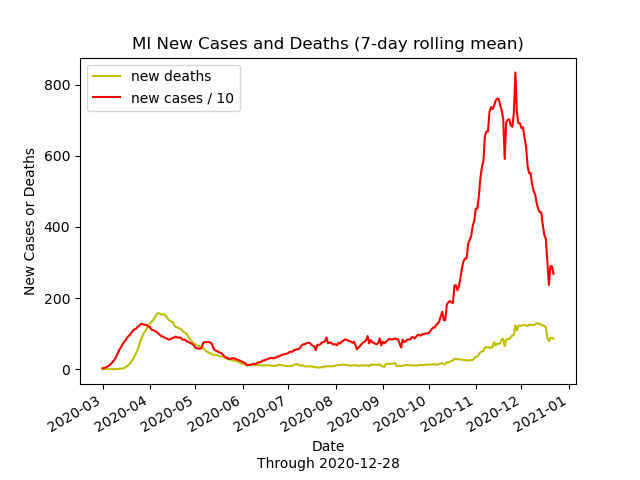 MI New Cases and Deaths (7-day rolling mean)
new deaths
new cases / 10
800
600
400
200
0
New Cases or Deaths
2020-03
2020-04
2020-05
2020-06
2020-07
2020-08
2020-09
2020-10
2020-11
2020-12
2021-01
Date
Through 2020-12-28